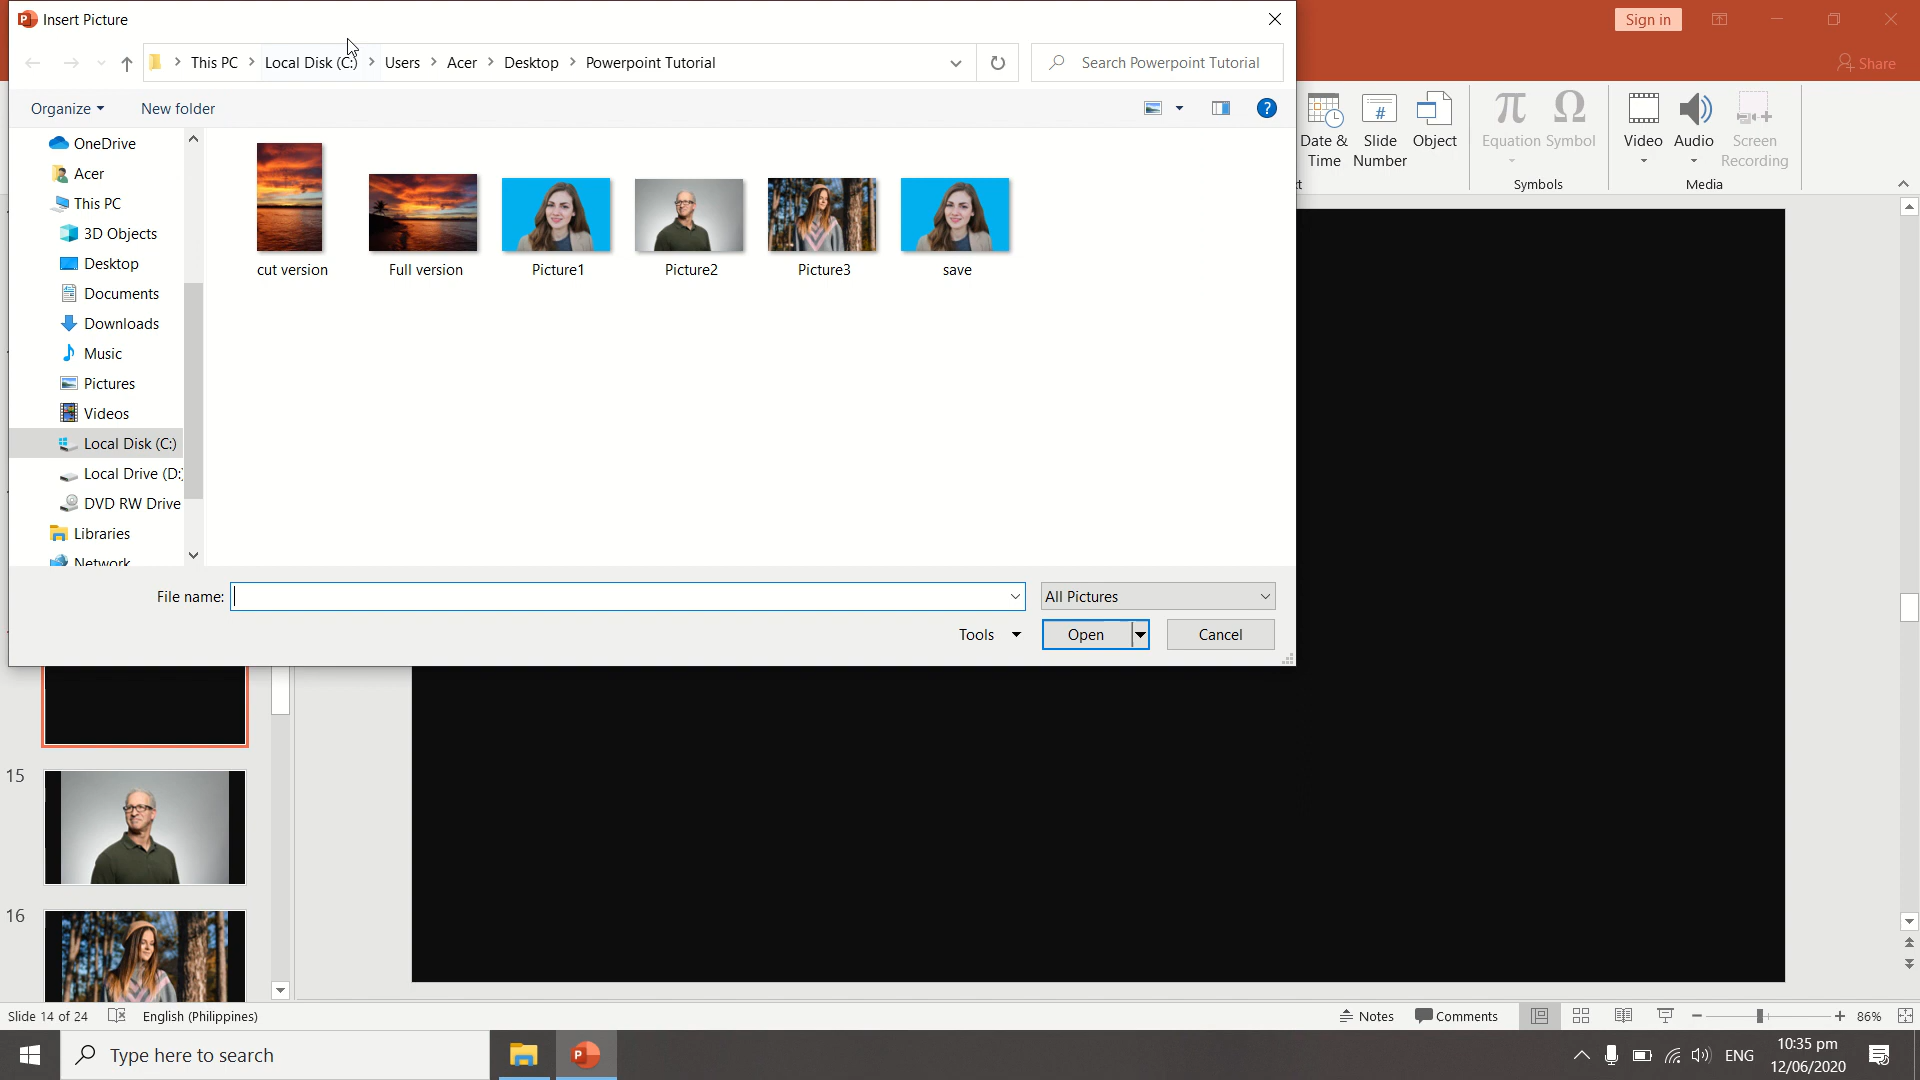 Insert Picture
Sign in
This PC
Local Disk (C:)
Users
Acer
Desktop
Powerpoint Tutorial
Search Powerpoint Tutorial
Share
Organize
New folder
OneDrive
Acer
This PC
3D Objects
Desktop
Documents
Downloads
Music
Pictures
Videos
Local Disk (C:)
Local Drive (D:
DVD RW Drive
Libraries
Network
cut version
Full version
Picture1
Picture2
Picture3
save
Date &
Time
Slide
Number
Object
Equation
Symbol
Symbols
Video
Audio
Screen
Recording
Media
File name:
All Pictures
Tools
Open
Cancel
15
16
Slide 14 of 24
English (Philippines)
Notes
Comments
86%
Type here to search
ENG
10:35 pm
12/06/2020